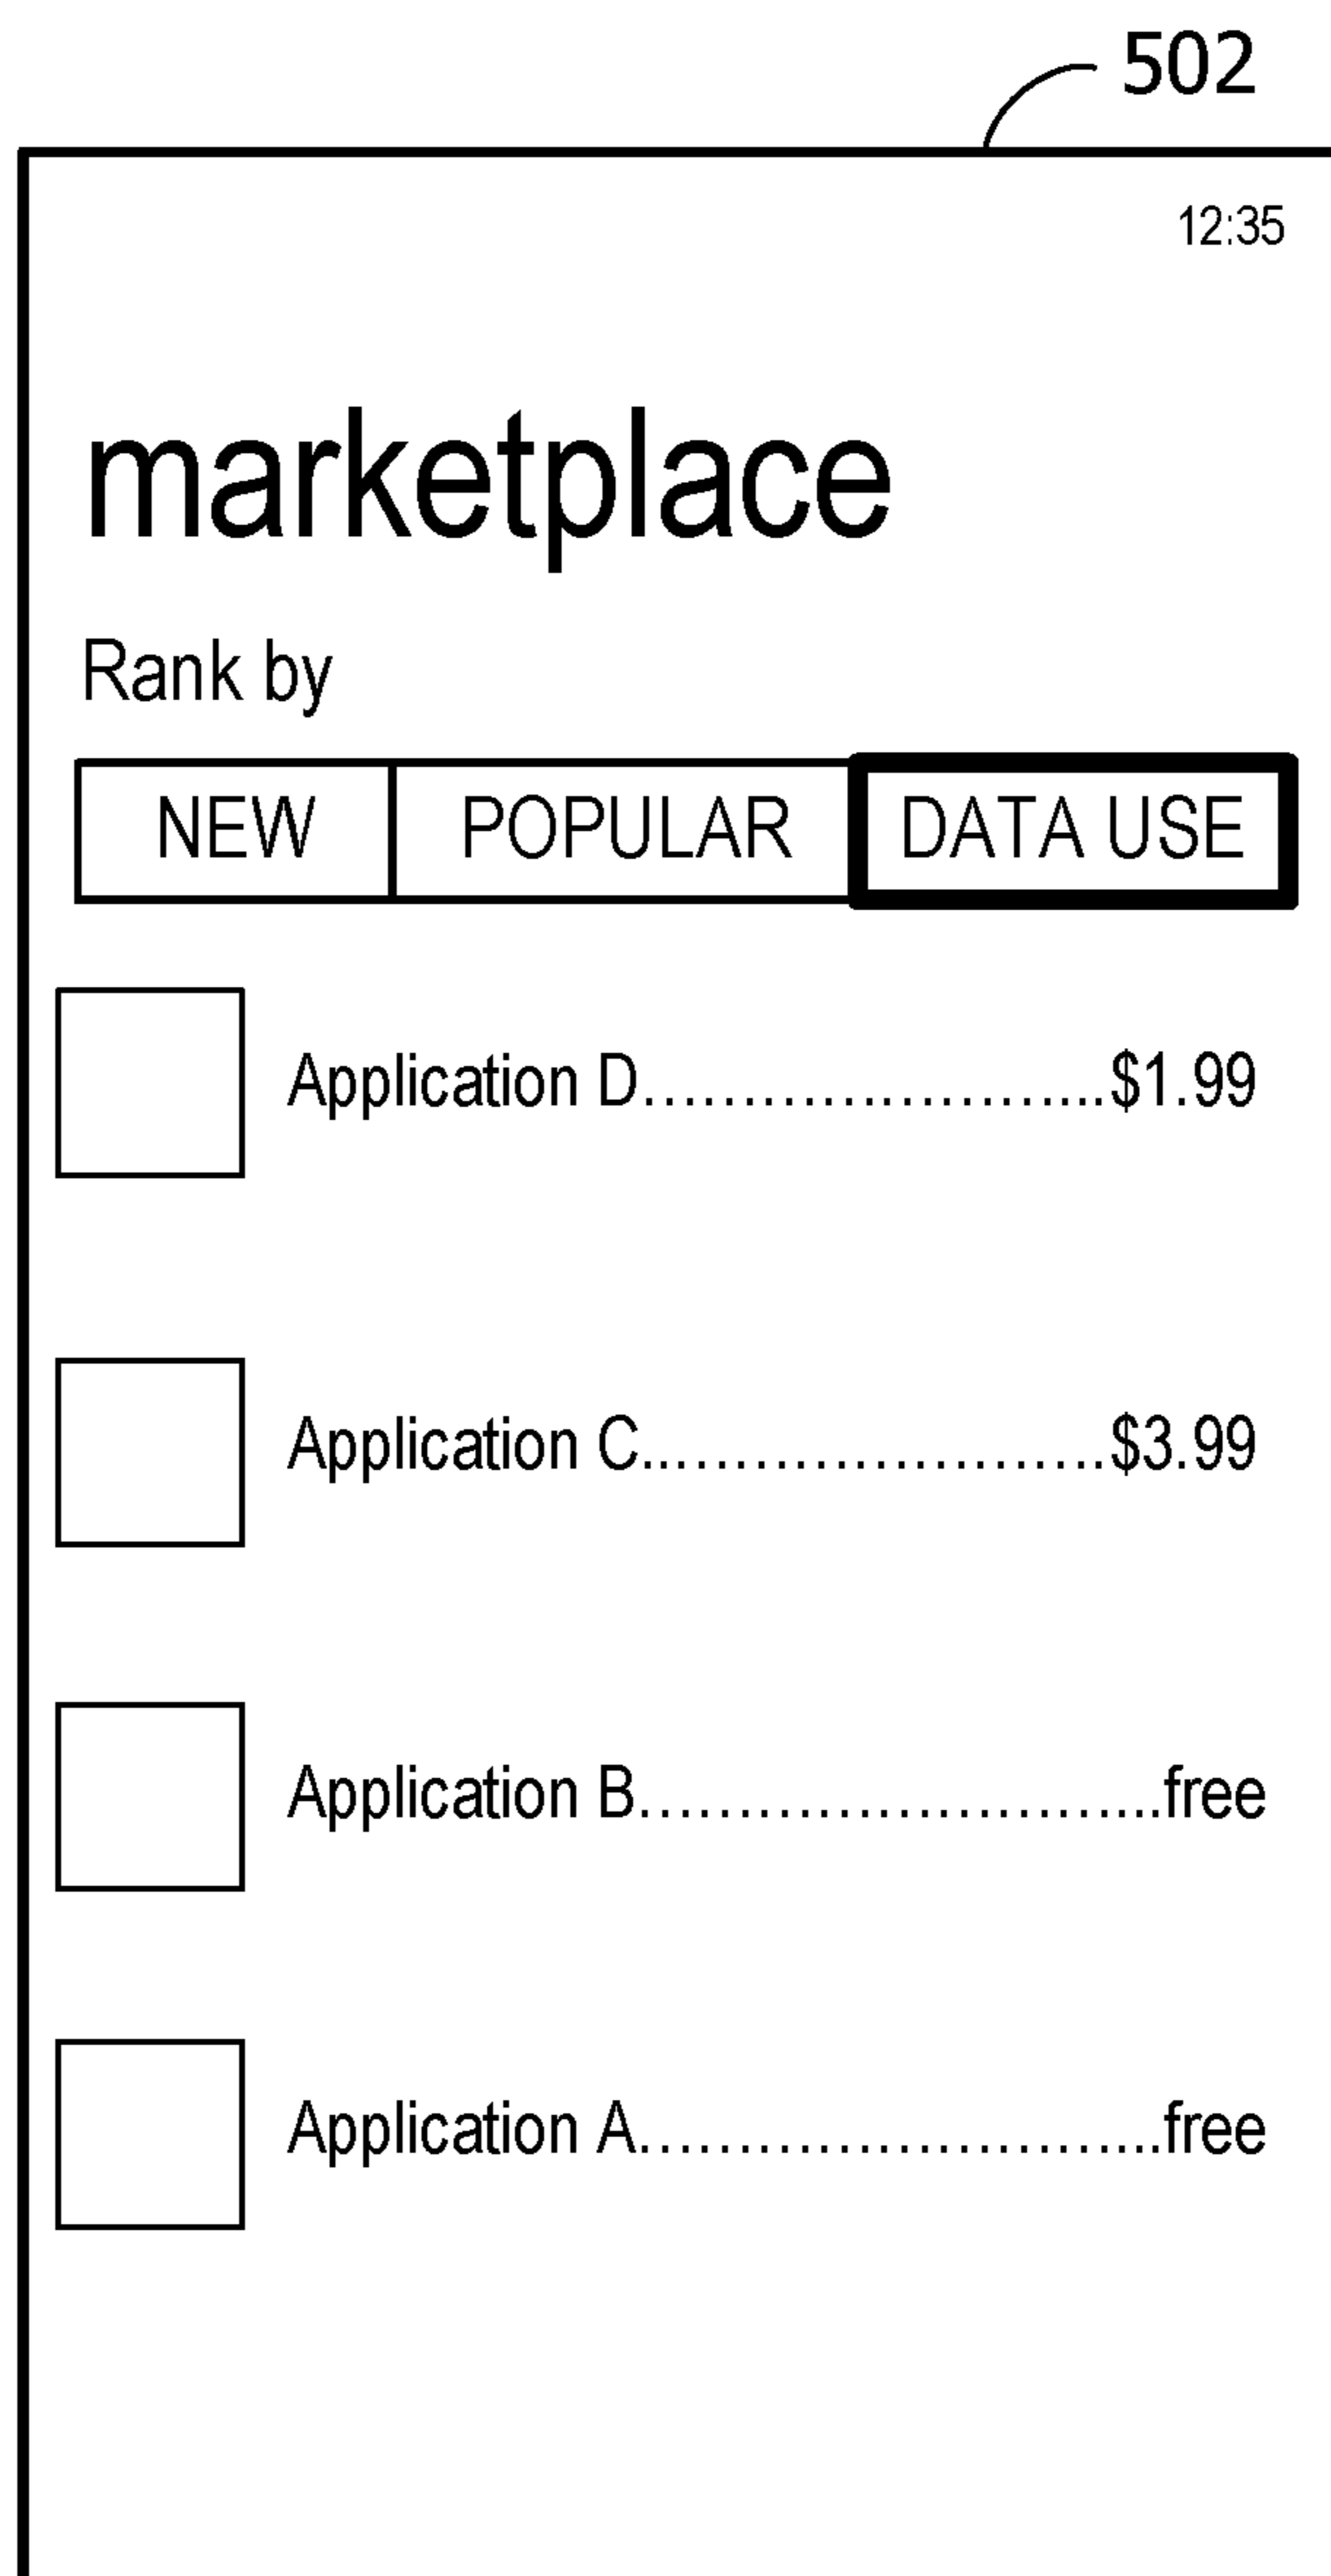 502
12:35
marketplace
Rank by
NEW POPULAR DATA USE
Application D........................$1.99
Application C........................$3.99
Application B...........................free
Application A...........................free